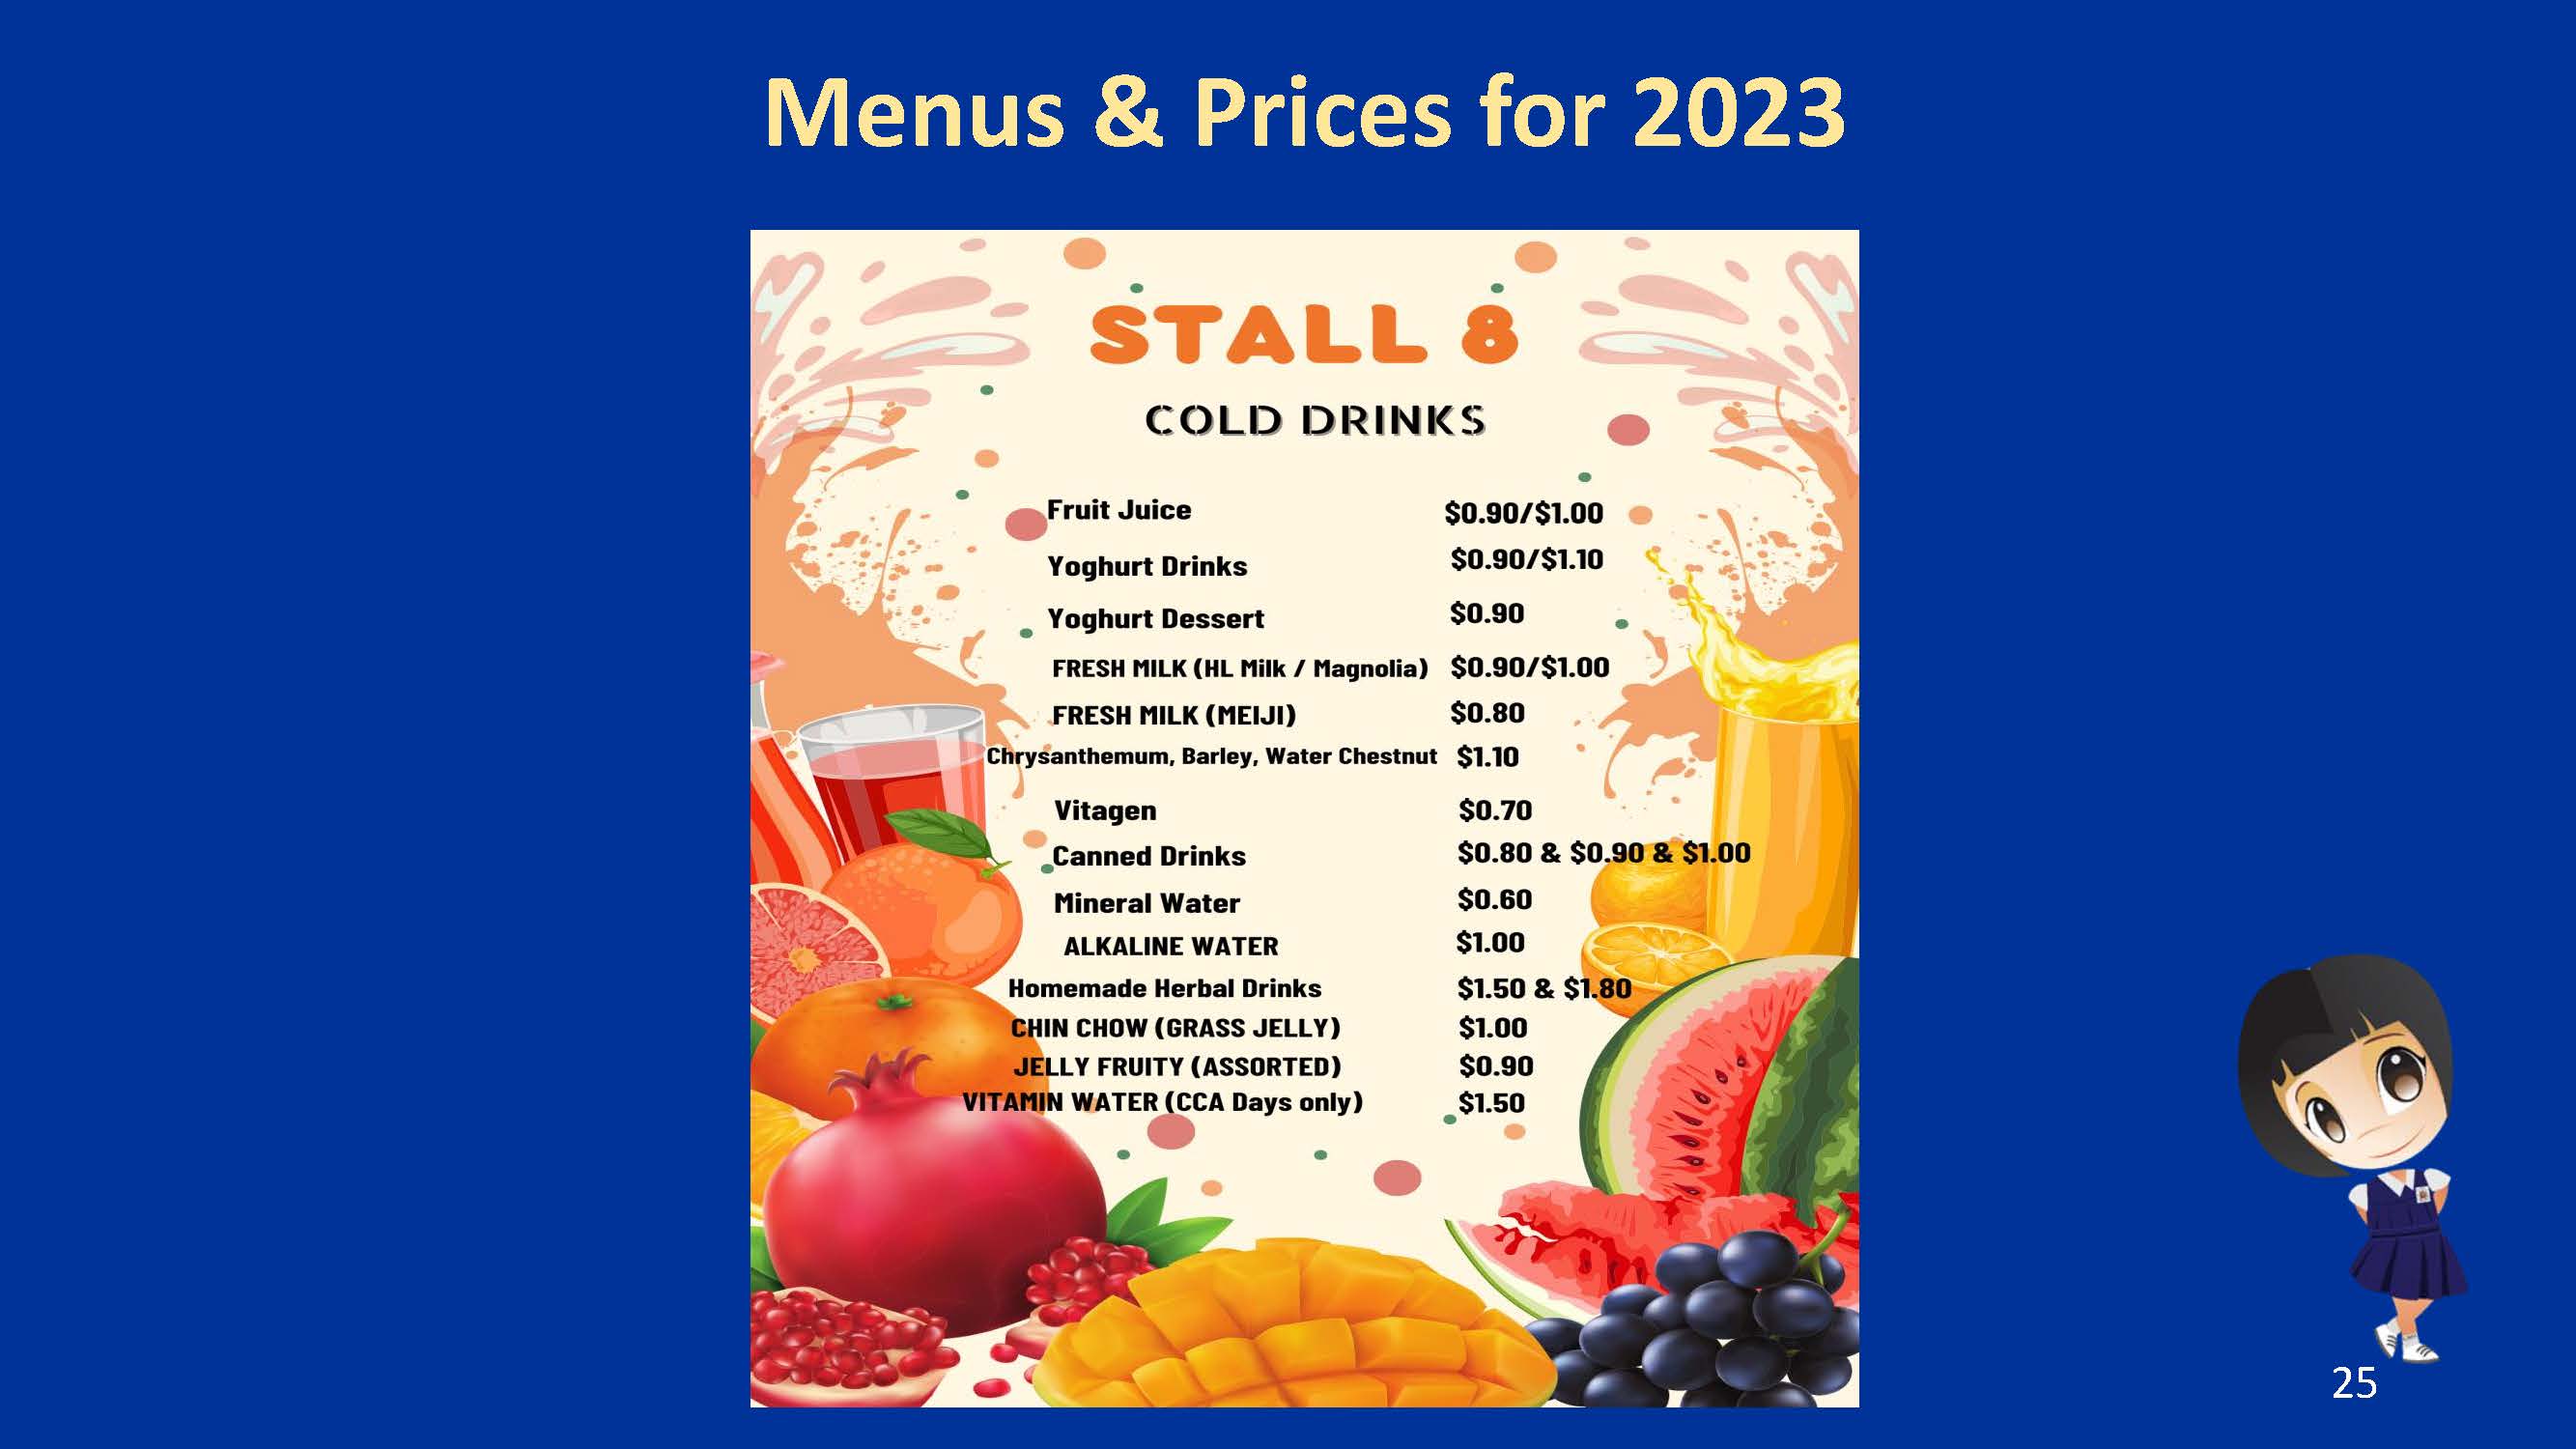 Menus & Prices for 2023
STALL 8
COLD DRINKS
Fruit Juice $0.90/$1.00
Yoghurt Drinks $0.90/$1.10
Yoghurt Dessert $0.90
FRESH MILK (HL Milk / Magnolia) $0.90/$1.00
FRESH MILK (MEIJI) $0.80
Chrysanthemum, Barley, Water Chestnut $1.10
Vitagen $0.70
Canned Drinks $0.80 & $0.90 & $1.00
Mineral Water $0.60
ALKALINE WATER $1.00
Homemade Herbal Drinks $1.50 & $1.80
CHIN CHOW (GRASS JELLY) $1.00
JELLY FRUITY (ASSORTED) $0.90
VITAMIN WATER (CCA Days only) $1.50
25